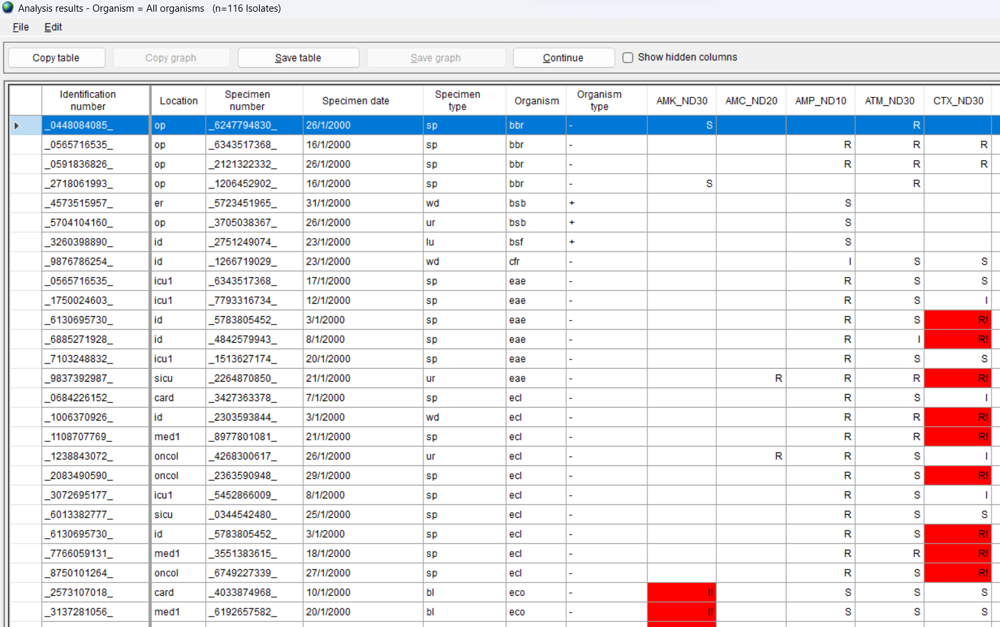 Analysis results - Organism = All organisms (n=116 Isolates)
File Edit
Copy table Copy graph Save table Save graph Continue Show hidden columns
Identification number Location Specimen number Specimen date Specimen type Organism Organism type AMK_ND30 AMC_ND20 AMP_ND10 ATM_ND30 CTX_ND30
_0448084085_ op _6247794830_ 26/1/2000 sp bbr - S R
_0565716535_ op _6343517368_ 16/1/2000 sp bbr - R R R
_0591836826_ op _2121322332_ 26/1/2000 sp bbr - R R R
_2718061993_ op _1206452902_ 16/1/2000 sp bbr - S R
_4573515957_ er _5723451965_ 31/1/2000 wd bsb + S
_5704104160_ op _3705038367_ 26/1/2000 ur bsb + S
_3260398890_ id _2751249074_ 23/1/2000 lu bsf + S
_9876786254_ id _1266719029_ 23/1/2000 wd cfr - I S S
_0565716535_ icu1 _6343517368_ 17/1/2000 sp eae - R S S
_1750024603_ icu1 _7793316734_ 12/1/2000 sp eae - R S I
_6130695730_ id _5783805452_ 3/1/2000 sp eae - R S R!
_6885271928_ id _4842579943_ 8/1/2000 sp eae - R I R!
_7103248832_ icu1 _1513627174_ 20/1/2000 sp eae - R S S
_9837392987_ sicu _2264870850_ 21/1/2000 ur eae - R R R R!
_0684226152_ card _3427363378_ 7/1/2000 sp ecl - R S I
_1006370926_ id _2303593844_ 3/1/2000 wd ecl - R R R!
_1108707769_ med1 _8977801081_ 21/1/2000 sp ecl - R R R!
_1238843072_ oncol _4268300617_ 26/1/2000 ur ecl - R R S I
_2083490590_ oncol _2363590948_ 29/1/2000 sp ecl - R S R!
_3072695177_ icu1 _5452866009_ 8/1/2000 sp ecl - R S I
_6013382777_ sicu _0344542480_ 25/1/2000 sp ecl - R S S
_6130695730_ id _5783805452_ 3/1/2000 sp ecl - R S R!
_7766059131_ med1 _3551383615_ 18/1/2000 sp ecl - R R R!
_8750101264_ oncol _6749227339_ 27/1/2000 sp ecl - R S R!
_2573107018_ card _4033874968_ 10/1/2000 bl eco - I! S S S
_3137281056_ med1 _6192657582_ 20/1/2000 bl eco - I! S S S